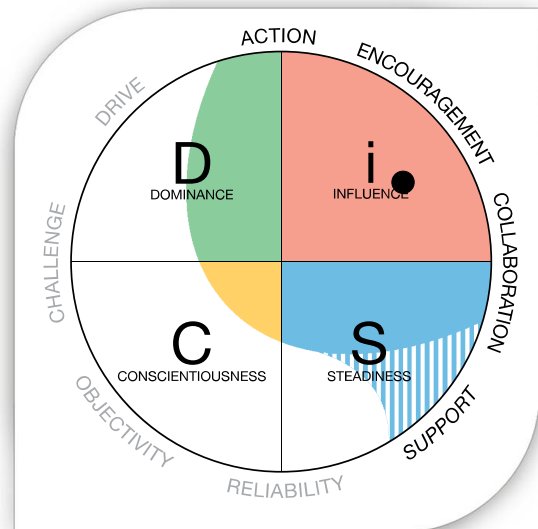 ACTION
ENCOURAGEMENT
DRIVE
D
DOMINANCE
i
INFLUENCE
CHALLENGE
COLLABORATION
C
CONSCIENTIOUSNESS
S
STEADINESS
OBJECTIVITY
SUPPORT
RELIABILITY